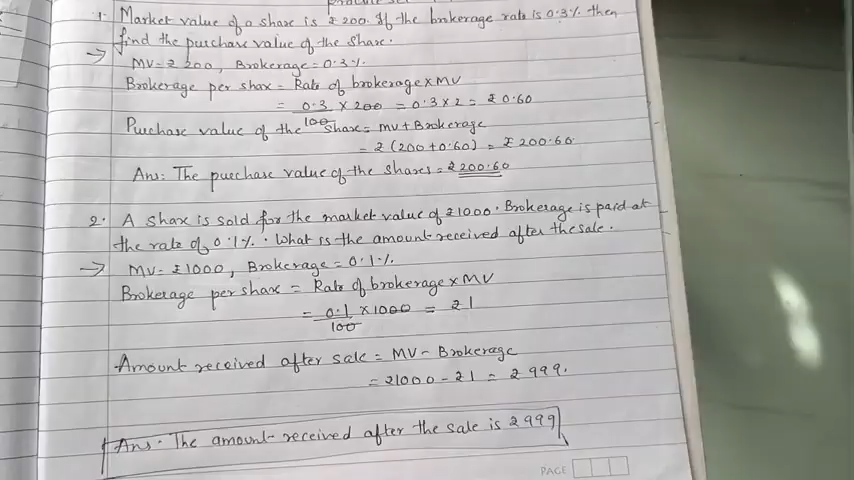 1. Market value of a share is ₹200. If the brokerage rate is 0.3% then
find the purchase value of the share.
→ MV = ₹200, Brokerage = 0.3%.
Brokerage per share = Rate of brokerage × MV
= 0.3/100 × 200 = 0.3 × 2 = ₹0.60
Purchase value of the share = MV + Brokerage
= ₹(200+0.60) = ₹200.60
Ans: The purchase value of the shares = ₹200.60
2. A share is sold for the market value of ₹1000. Brokerage is paid at
the rate of 0.1%. What is the amount received after the sale.
→ MV = ₹1000, Brokerage = 0.1%.
Brokerage per share = Rate of brokerage × MV
= 0.1/100 × 1000 = ₹1
Amount received after sale = MV - Brokerage
= ₹1000 - ₹1 = ₹999.
Ans. The amount received after the sale is ₹999
PAGE